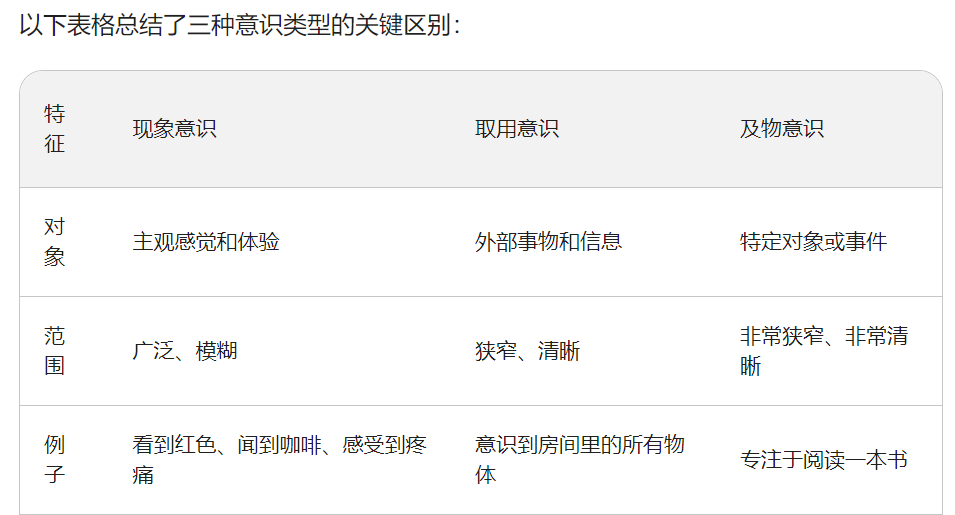 以下表格总结了三种意识类型的关键区别：
特
征
现象意识
取用意识
及物意识
对
象
主观感觉和体验
外部事物和信息
特定对象或事件
范
围
广泛、模糊
狭窄、清晰
非常狭窄、非常清
晰
例
子
看到红色、闻到咖啡、感受到疼
痛
意识到房间里的所有物
体
专注于阅读一本书